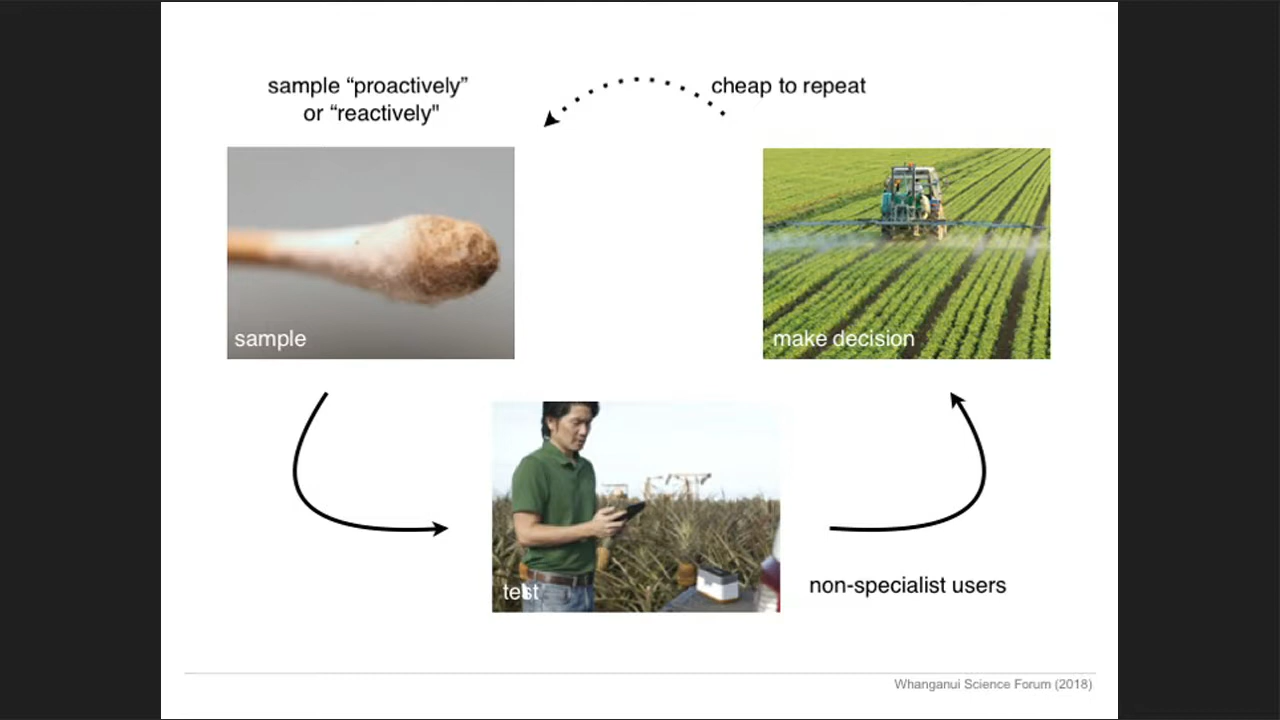 sample “proactively”
or “reactively"
cheap to repeat
sample
make decision
test
non-specialist users
Whanganui Science Forum (2018)